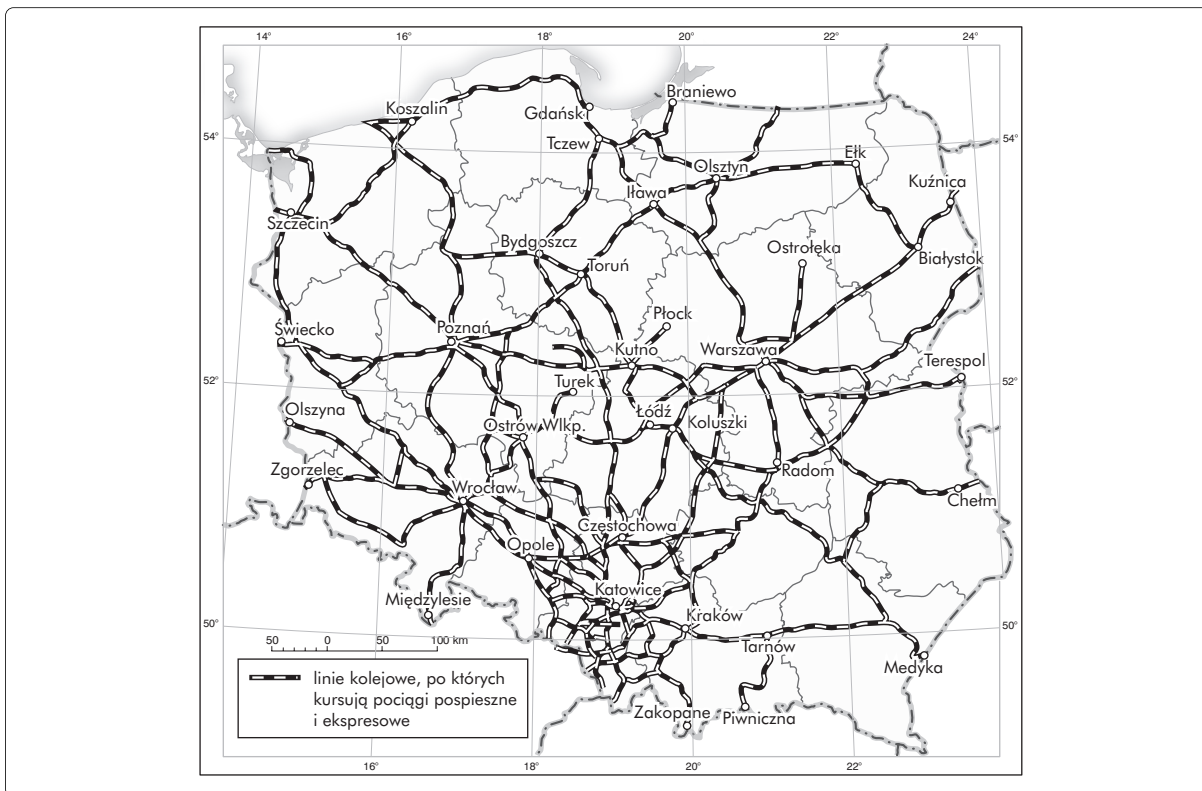 14° 16° 18° 20° 22° 24°
Braniewo
Koszalin
Gdańsk
54° 54°
Tczew
Ełk
Olsztyn
Kuźnica
Iława
Szczecin
Bydgoszcz
Ostrołęka
Białystok
Toruń
Płock
Świecko
Poznań
Kutno
Warszawa
Terespol
52° 52°
Turek
Olszyna
Łódź
Ostrów Wlkp.
Koluszki
Zgorzelec
Radom
Wrocław
Chełm
Częstochowa
Opole
Katowice
Międzylesie
Kraków
50° 50°
50 0 50 100 km
Tarnów
Medyka
linie kolejowe, po których
kursują pociągi pospieszne
i ekspresowe
Zakopane
Piwniczna
16° 18° 20° 22°